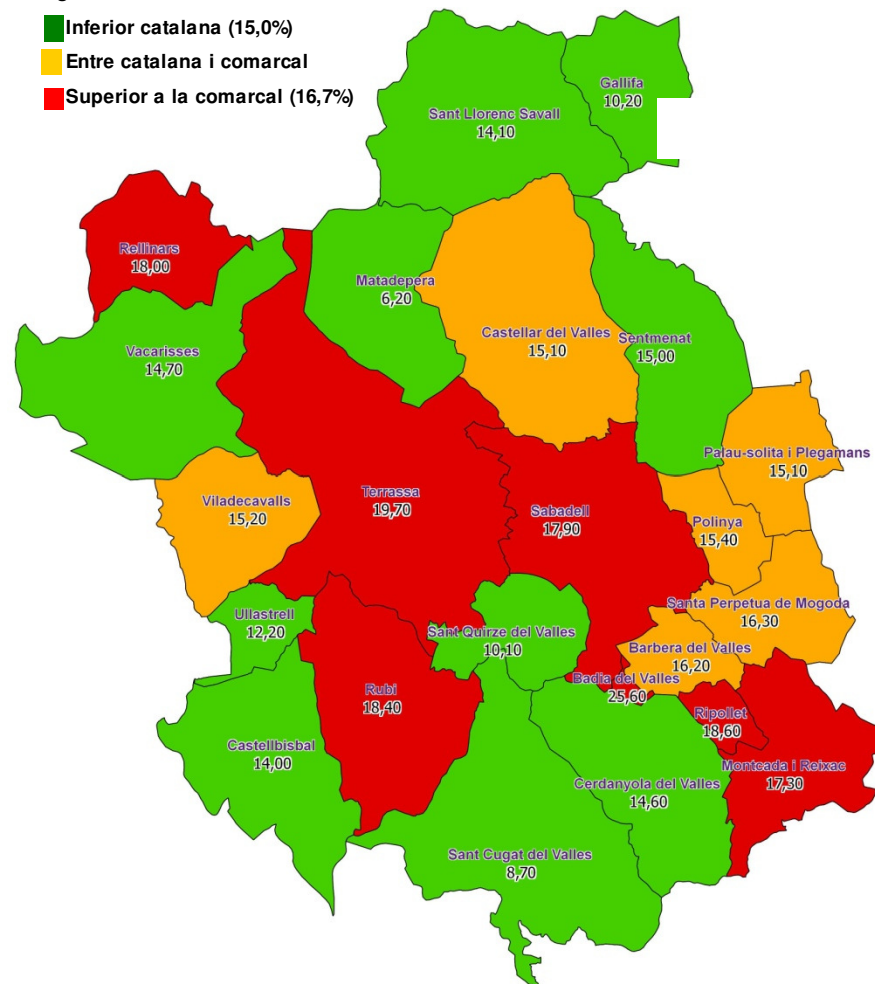 Inferior catalana (15,0%)
Entre catalana i comarcal
Superior a la comarcal (16,7%)
Gallifa
10,20
Sant Llorenc Savall
14,10
Rellinars
18,00
Matadepera
6,20
Castellar del Valles
15,10
Sentmenat
15,00
Vacarisses
14,70
Palau-solita i Plegamans
15,10
Viladecavalls
15,20
Terrassa
19,70
Sabadell
17,90
Polinya
15,40
Santa Perpetua de Mogoda
16,30
Ullastrell
12,20
Sant Quirze del Valles
10,10
Barbera del Valles
16,20
Badia del Valles
25,60
Rubi
18,40
Ripollet
18,60
Castellbisbal
14,00
Montcada i Reixac
17,30
Cerdanyola del Valles
14,60
Sant Cugat del Valles
8,70